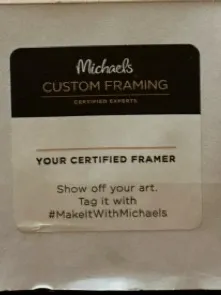 Michaels
CUSTOM FRAMING
CERTIFIED EXPERTS
YOUR CERTIFIED FRAMER
Show off your art.
Tag it with
#MakeItWithMichaels